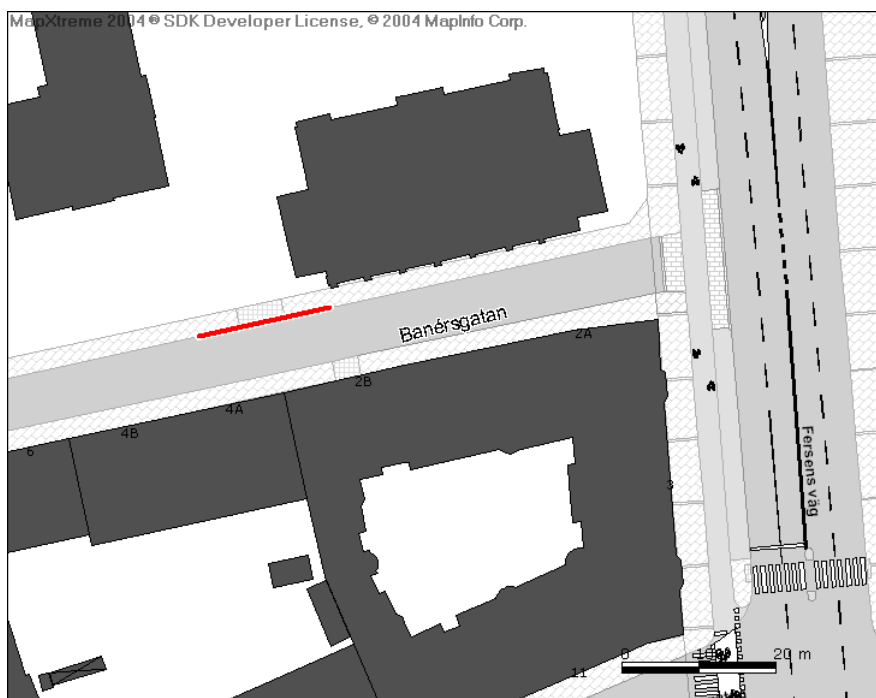 MapXtreme 2004 ® SDK Developer License, © 2004 MapInfo Corp.
Banérsgatan
2A
2B
4A
4B
6
3
Fersens väg
11
0
20 m